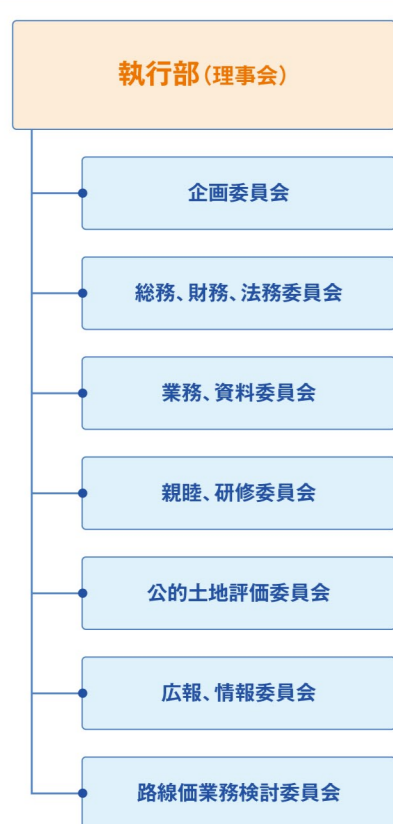 執行部（理事会）
企画委員会
総務、財務、法務委員会
業務、資料委員会
親睦、研修委員会
公的土地評価委員会
広報、情報委員会
路線価業務検討委員会